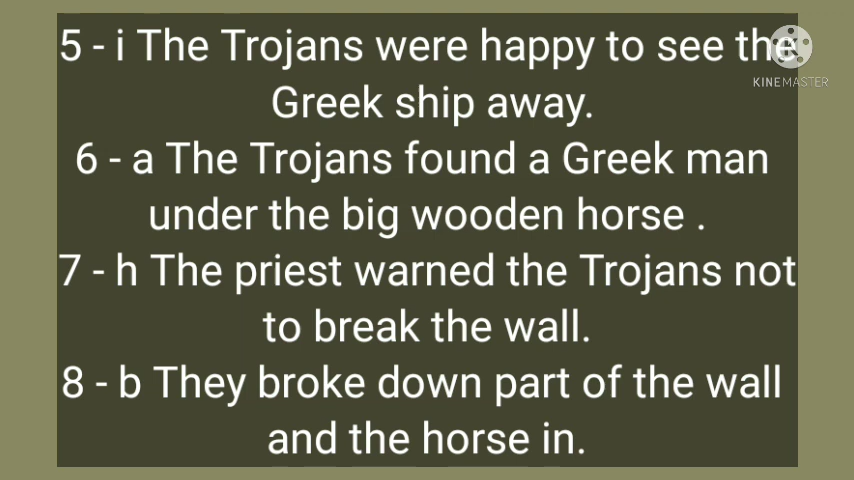 5 - i The Trojans were happy to see the
KINEMASTER
Greek ship away.
6 - a The Trojans found a Greek man
under the big wooden horse .
7 - h The priest warned the Trojans not
to break the wall.
8 - b They broke down part of the wall
and the horse in.